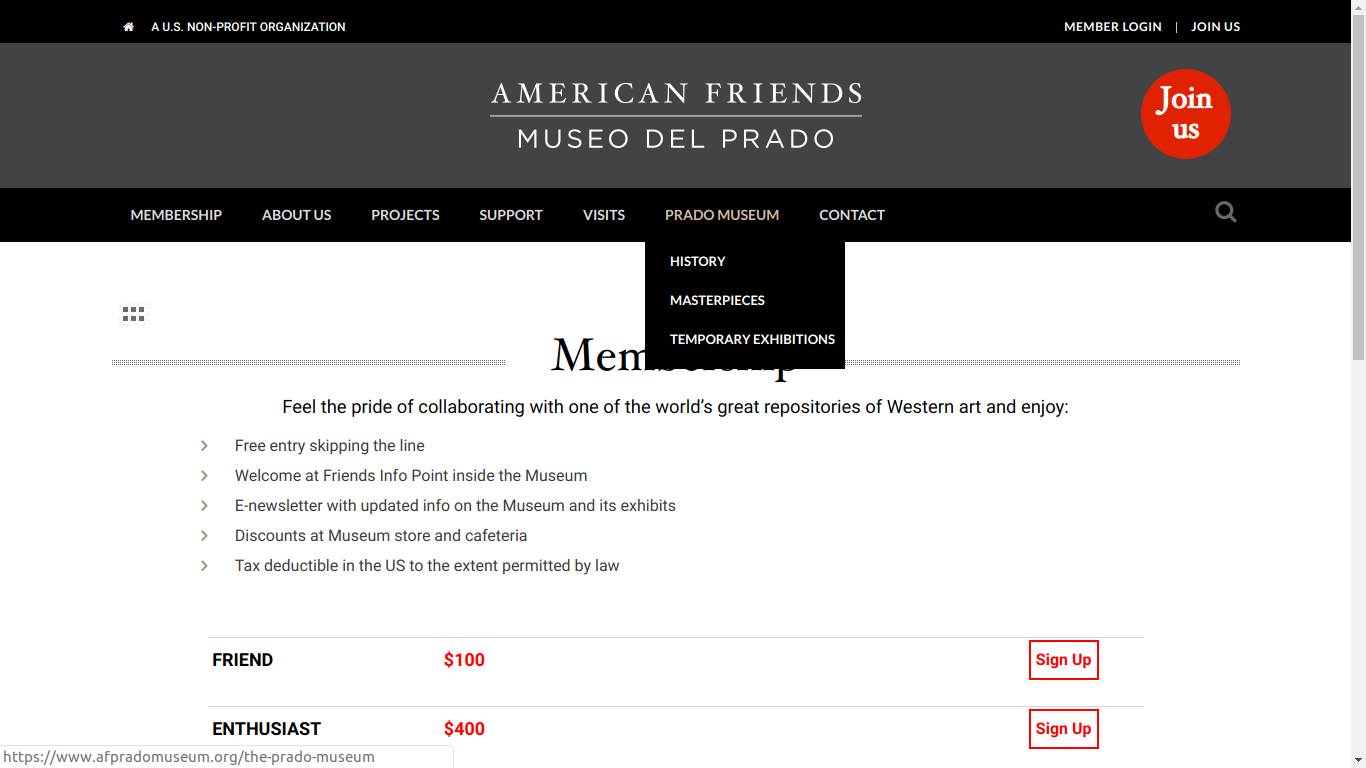 A U.S. NON-PROFIT ORGANIZATION
MEMBER LOGIN | JOIN US
AMERICAN FRIENDS
MUSEO DEL PRADO
Join
us
MEMBERSHIP ABOUT US PROJECTS SUPPORT VISITS PRADO MUSEUM CONTACT
HISTORY
MASTERPIECES
TEMPORARY EXHIBITIONS
Membership
Feel the pride of collaborating with one of the world’s great repositories of Western art and enjoy:
Free entry skipping the line
Welcome at Friends Info Point inside the Museum
E-newsletter with updated info on the Museum and its exhibits
Discounts at Museum store and cafeteria
Tax deductible in the US to the extent permitted by law
FRIEND $100 Sign Up
ENTHUSIAST $400 Sign Up
https://www.afpradomuseum.org/the-prado-museum